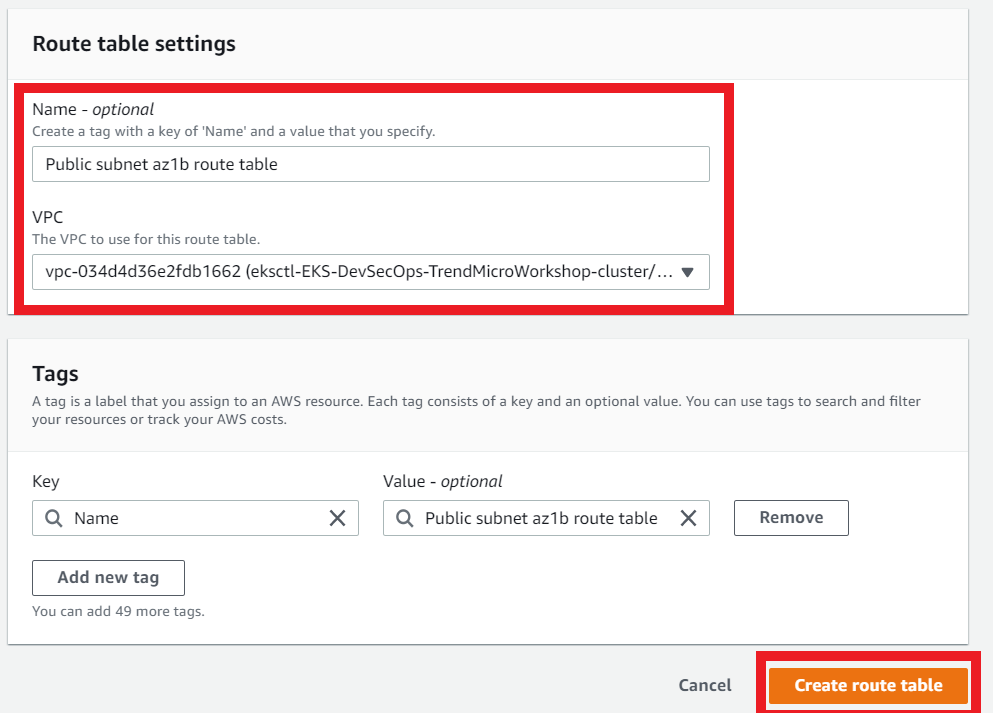 Route table settings
Name - optional
Create a tag with a key of 'Name' and a value that you specify.
Public subnet az1b route table
VPC
The VPC to use for this route table.
vpc-034d4d36e2fdb1662 (eksctl-EKS-DevSecOps-TrendMicroWorkshop-cluster/...
Tags
A tag is a label that you assign to an AWS resource. Each tag consists of a key and an optional value. You can use tags to search and filter
your resources or track your AWS costs.
Key
Value - optional
Name
Public subnet az1b route table
Remove
Add new tag
You can add 49 more tags.
Cancel
Create route table